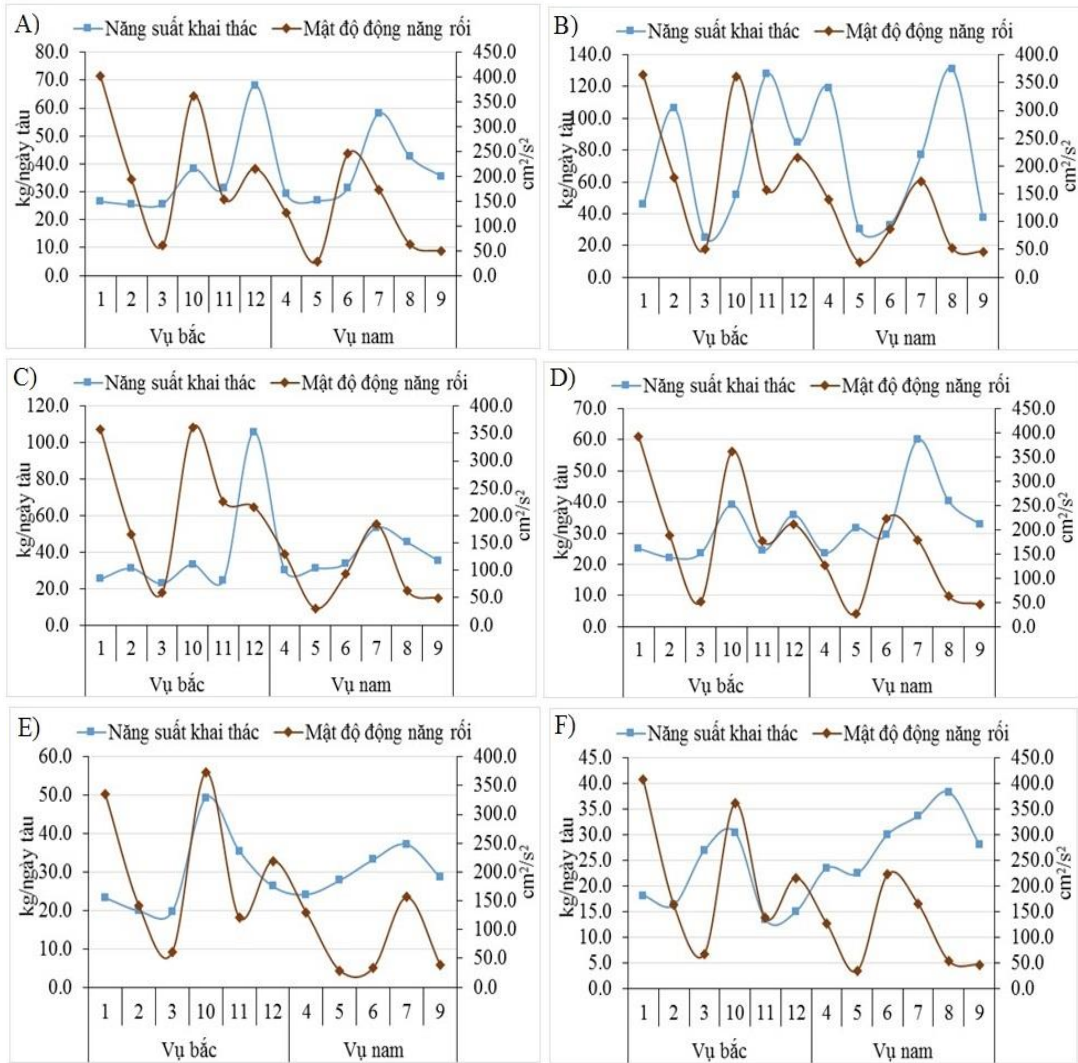 A)
Năng suất khai thác Mật độ động năng rối
80.0 70.0 60.0 50.0 40.0 30.0 20.0 10.0 0.0
kg/ngày tàu
450.0 400.0 350.0 300.0 250.0 200.0 150.0 100.0 50.0 0.0
cm²/s²
1 2 3 10 11 12 4 5 6 7 8 9
Vụ bắc Vụ nam
B)
Năng suất khai thác Mật độ động năng rối
140.0 120.0 100.0 80.0 60.0 40.0 20.0 0.0
kg/ngày tàu
400.0 350.0 300.0 250.0 200.0 150.0 100.0 50.0 0.0
cm²/s²
1 2 3 10 11 12 4 5 6 7 8 9
Vụ bắc Vụ nam
C)
Năng suất khai thác Mật độ động năng rối
120.0 100.0 80.0 60.0 40.0 20.0 0.0
kg/ngày tàu
400.0 350.0 300.0 250.0 200.0 150.0 100.0 50.0 0.0
cm²/s²
1 2 3 10 11 12 4 5 6 7 8 9
Vụ bắc Vụ nam
D)
Năng suất khai thác Mật độ động năng rối
70.0 60.0 50.0 40.0 30.0 20.0 10.0 0.0
kg/ngày tàu
450.0 400.0 350.0 300.0 250.0 200.0 150.0 100.0 50.0 0.0
cm²/s²
1 2 3 10 11 12 4 5 6 7 8 9
Vụ bắc Vụ nam
E)
Năng suất khai thác Mật độ động năng rối
60.0 50.0 40.0 30.0 20.0 10.0 0.0
kg/ngày tàu
400.0 350.0 300.0 250.0 200.0 150.0 100.0 50.0 0.0
cm²/s²
1 2 3 10 11 12 4 5 6 7 8 9
Vụ bắc Vụ nam
F)
Năng suất khai thác Mật độ động năng rối
45.0 40.0 35.0 30.0 25.0 20.0 15.0 10.0 5.0 0.0
kg/ngày tàu
450.0 400.0 350.0 300.0 250.0 200.0 150.0 100.0 50.0 0.0
cm²/s²
1 2 3 10 11 12 4 5 6 7 8 9
Vụ bắc Vụ nam